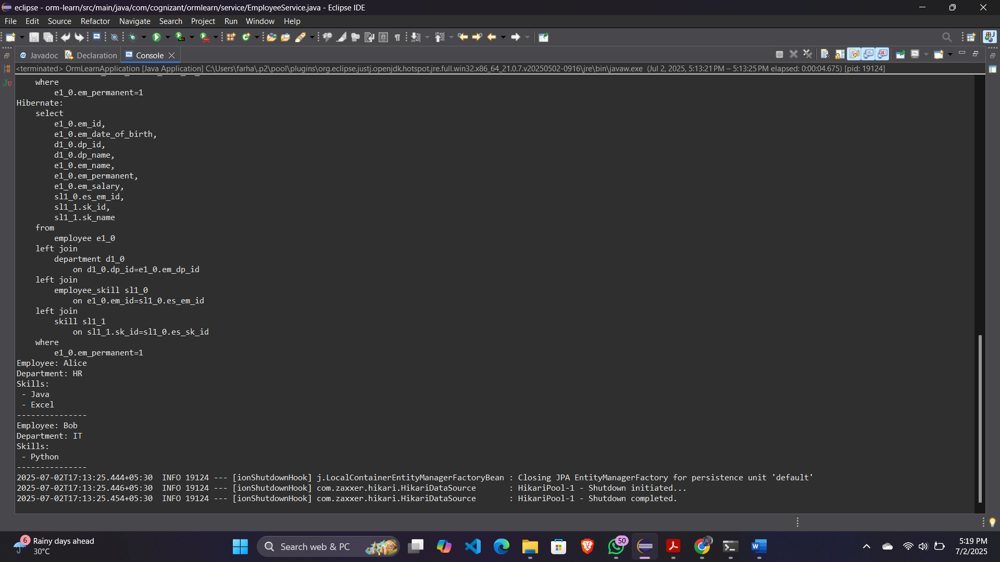 eclipse - orm-learn/src/main/java/com/cognizant/ormlearn/service/EmployeeService.java - Eclipse IDE
File Edit Source Refactor Navigate Search Project Run Window Help
@ Javadoc Declaration Console
<terminated> OrmLearnApplication [Java Application] C:\Users\farha\.p2\pool\plugins\org.eclipse.justj.openjdk.hotspot.jre.full.win32.x86_64_21.0.7.v20250502-0916\jre\bin\javaw.exe (Jul 2, 2025, 5:13:21 PM – 5:13:25 PM elapsed: 0:00:04.675) [pid: 19124]
Ju
    where
        e1_0.em_permanent=1
Hibernate:
    select
        e1_0.em_id,
        e1_0.em_date_of_birth,
        d1_0.dp_id,
        d1_0.dp_name,
        e1_0.em_name,
        e1_0.em_permanent,
        e1_0.em_salary,
        sl1_0.es_em_id,
        sl1_1.sk_id,
        sl1_1.sk_name
    from
        employee e1_0
    left join
        department d1_0
            on d1_0.dp_id=e1_0.em_dp_id
    left join
        employee_skill sl1_0
            on e1_0.em_id=sl1_0.es_em_id
    left join
        skill sl1_1
            on sl1_1.sk_id=sl1_0.es_sk_id
    where
        e1_0.em_permanent=1
Employee: Alice
Department: HR
Skills:
 - Java
 - Excel
---------------
Employee: Bob
Department: IT
Skills:
 - Python
---------------
2025-07-02T17:13:25.444+05:30  INFO 19124 --- [ionShutdownHook] j.LocalContainerEntityManagerFactoryBean : Closing JPA EntityManagerFactory for persistence unit 'default'
2025-07-02T17:13:25.446+05:30  INFO 19124 --- [ionShutdownHook] com.zaxxer.hikari.HikariDataSource       : HikariPool-1 - Shutdown initiated...
2025-07-02T17:13:25.454+05:30  INFO 19124 --- [ionShutdownHook] com.zaxxer.hikari.HikariDataSource       : HikariPool-1 - Shutdown completed.
6
Rainy days ahead
30°C
Search web & PC
50
5:19 PM
7/2/2025